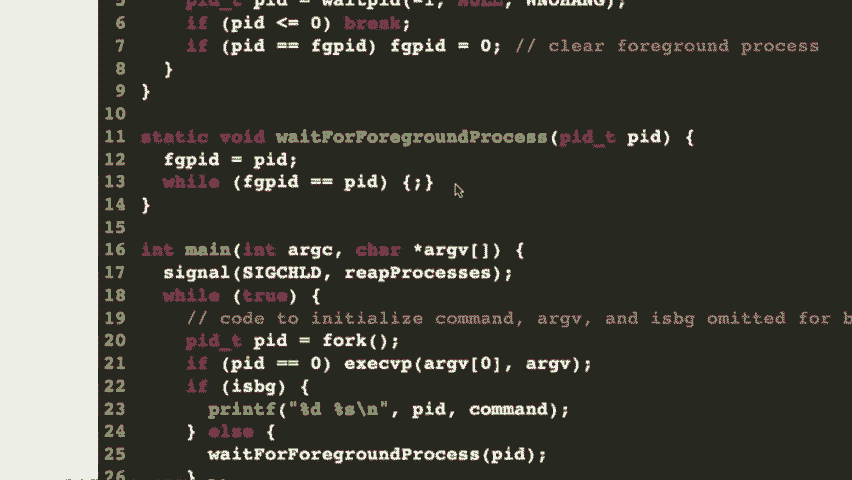 5 pid_t pid = waitpid(-1, NULL, WNOHANG);
6 if (pid <= 0) break;
7 if (pid == fgpid) fgpid = 0; // clear foreground process
8 }
9 }
10
11 static void waitForForegroundProcess(pid_t pid) {
12 fgpid = pid;
13 while (fgpid == pid) {;}
14 }
15
16 int main(int argc, char *argv[]) {
17 signal(SIGCHLD, reapProcesses);
18 while (true) {
19 // code to initialize command, argv, and isbg omitted for b
20 pid_t pid = fork();
21 if (pid == 0) execvp(argv[0], argv);
22 if (isbg) {
23 printf("%d %s\n", pid, command);
24 } else {
25 waitForForegroundProcess(pid);
26 }